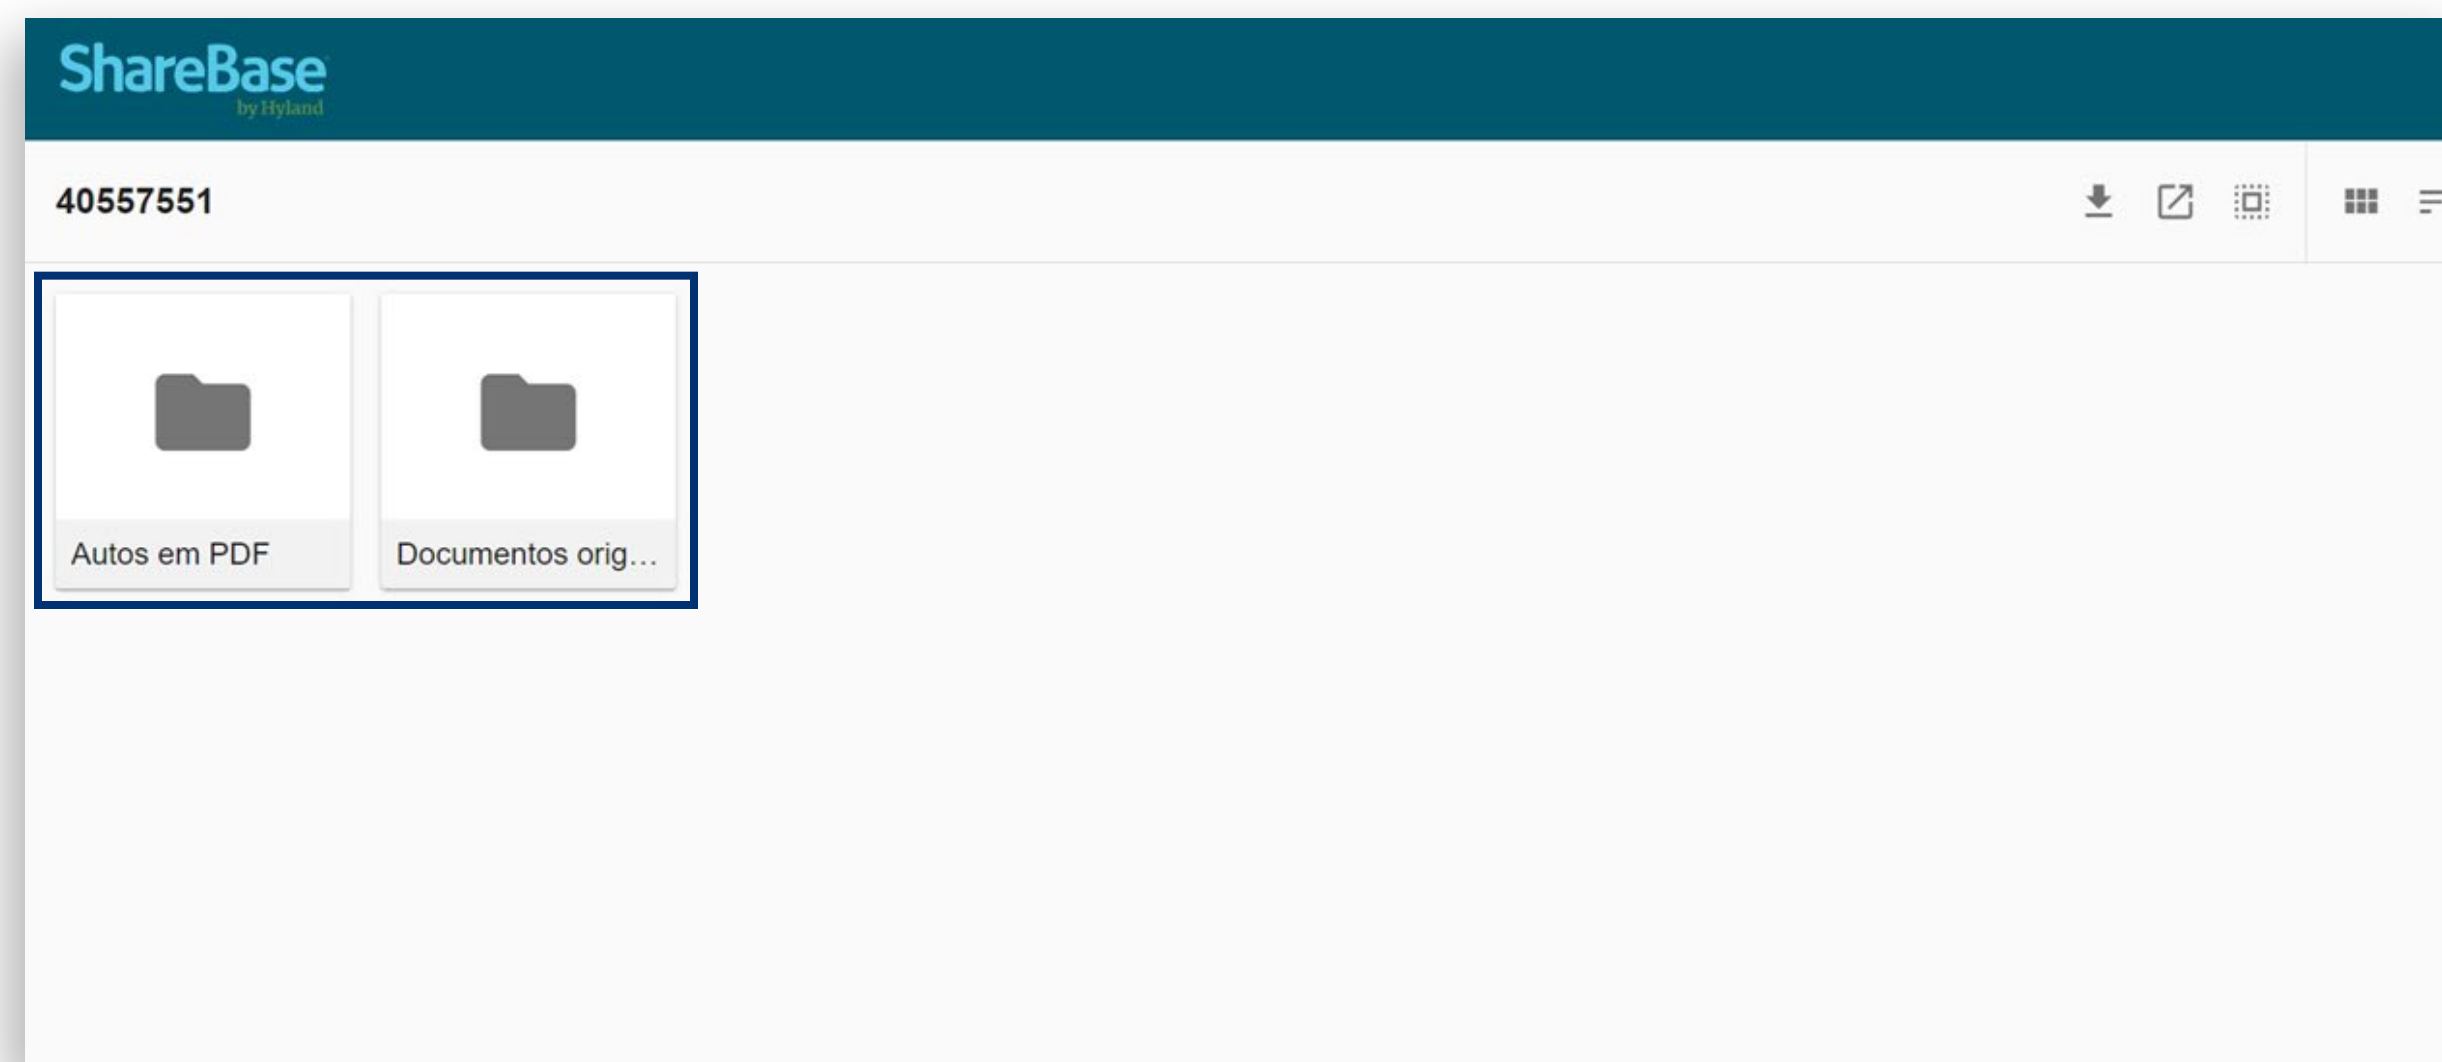 ShareBase
by Hyland
40557551
Autos em PDF
Documentos orig...